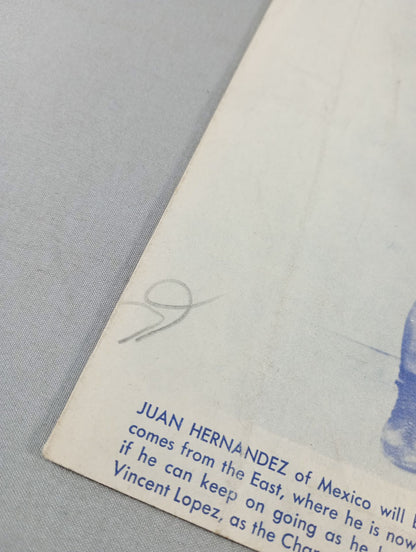 JUAN HERNANDEZ of Mexico will
comes from the East, where he is now
if he can keep on going as he
Vincent Lopez, as the